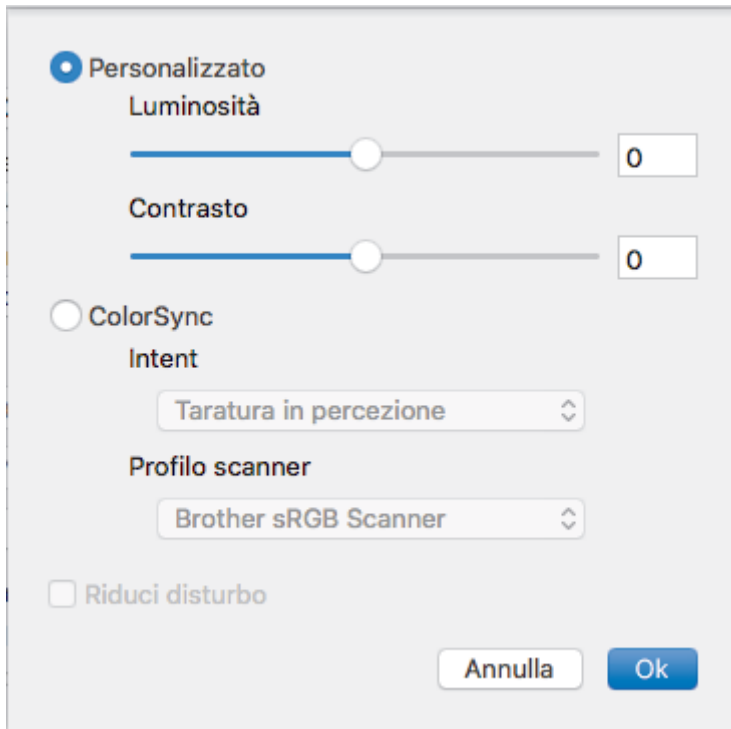 Personalizzato
Luminosità
0
Contrasto
0
ColorSync
Intent
Taratura in percezione
Profilo scanner
Brother sRGB Scanner
Riduci disturbo
Annulla Ok